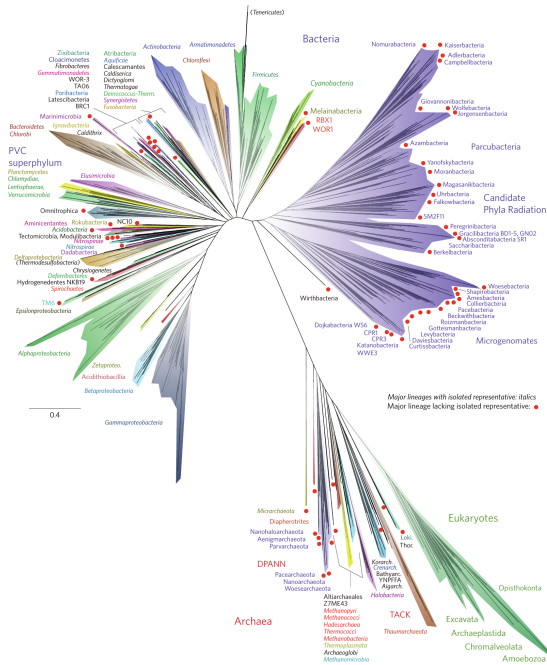 (Tenericutes)
Bacteria
Zixibacteria
Cloacimonetes
Fibrobacteres
Gemmatimonadetes
WOR-3
TA06
Poribacteria
Latescibacteria
BRC1
Atribacteria
Aquificae
Calescamantes
Caldiserica
Dictyoglomi
Thermotogae
Deinococcus-Therm.
Synergistetes
Fusobacteria
Actinobacteria
Armatimonadetes
Chloroflexi
Firmicutes
Cyanobacteria
Melainabacteria
RBX1
WOR1
Nomurabacteria
Kaiserbacteria
Adlerbacteria
Campbellbacteria
Giovannonibacteria
Wolfebacteria
Jorgensenbacteria
Azambacteria
Parcubacteria
Yanofskybacteria
Moranbacteria
Magasanikbacteria
Uhrbacteria
Falkowbacteria
Candidate
Phyla Radiation
SM2F11
Peregrinibacteria
Gracilibacteria BD1-5, GN02
Absconditabacteria SR1
Saccharibacteria
Berkelbacteria
Marinimicrobia
Bacteroidetes
Chlorobi
Ignavibacteria
Caldithrix
PVC
superphylum
Planctomycetes
Chlamydiae,
Lentisphaerae,
Verrucomicrobia
Elusimicrobia
Omnitrophica
Aminicentantes
Rokubacteria
NC10
Acidobacteria
Tectomicrobia, Modulibacteria
Nitrospinae
Nitrospirae
Dadabacteria
Deltaproteobacteria
(Thermodesulfobacteria)
Chrysiogenetes
Deferribacteres
Hydrogenedentes NKB19
Spirochaetes
TM6
Epsilonproteobacteria
Alphaproteobacteria
Zetaproteo.
Acidithiobacillia
Betaproteobacteria
Gammaproteobacteria
0.4
Wirthbacteria
Woesebacteria
Shapirobacteria
Amesbacteria
Collierbacteria
Pacebacteria
Beckwithbacteria
Roizmanbacteria
Gottesmanbacteria
Levybacteria
Daviesbacteria
Curtissbacteria
Microgenomates
Dojkabacteria WS6
CPR1
CPR3
Katanobacteria
WWE3
Major lineages with isolated representative: italics
Major lineage lacking isolated representative:
Micrarchaeota
Diapherotrites
Nanohaloarchaeota
Aenigmarchaeota
Parvarchaeota
DPANN
Pacearchaeota
Nanoarchaeota
Woesearchaeota
Archaea
Altiarchaeales
Z7ME43
Methanopyri
Methanococci
Hadesarchaea
Thermococci
Methanobacteria
Thermoplasmata
Archaeoglobi
Methanomicrobia
Halobacteria
Korarch.
Crenarch.
Bathyarc.
YNPFFA
Aigarch.
Loki.
Thor.
TACK
Thaumarchaeota
Eukaryotes
Opisthokonta
Excavata
Archaeplastida
Chromalveolata
Amoebozoa